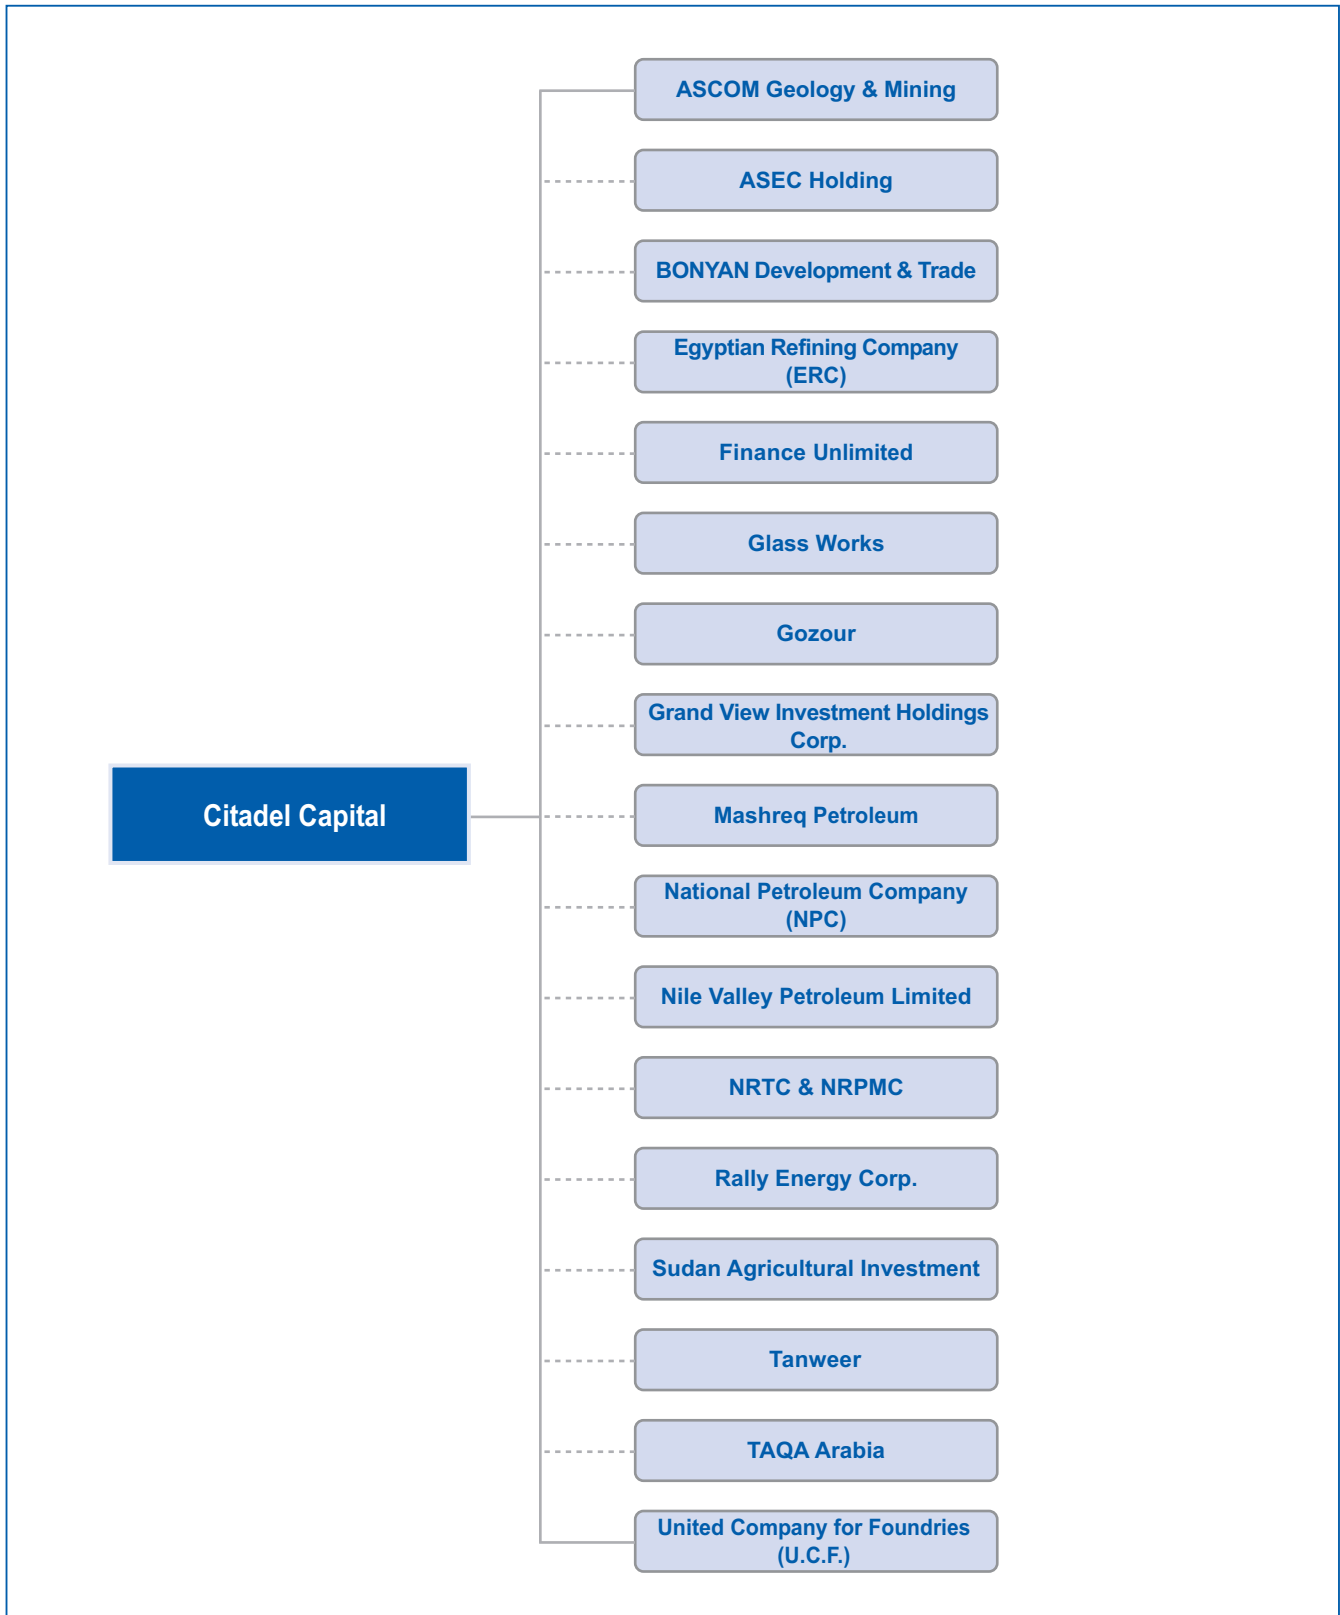 ASCOM Geology & Mining
ASEC Holding
BONYAN Development & Trade
Egyptian Refining Company
(ERC)
Finance Unlimited
Glass Works
Gozour
Grand View Investment Holdings
Corp.
Citadel Capital
Mashreq Petroleum
National Petroleum Company
(NPC)
Nile Valley Petroleum Limited
NRTC & NRPMC
Rally Energy Corp.
Sudan Agricultural Investment
Tanweer
TAQA Arabia
United Company for Foundries
(U.C.F.)